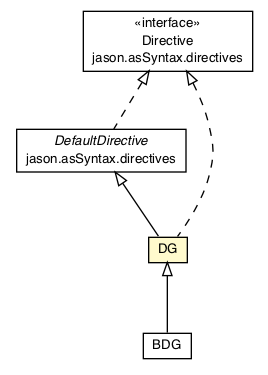 «interface»
Directive
jason.asSyntax.directives
DefaultDirective
jason.asSyntax.directives
DG
BDG